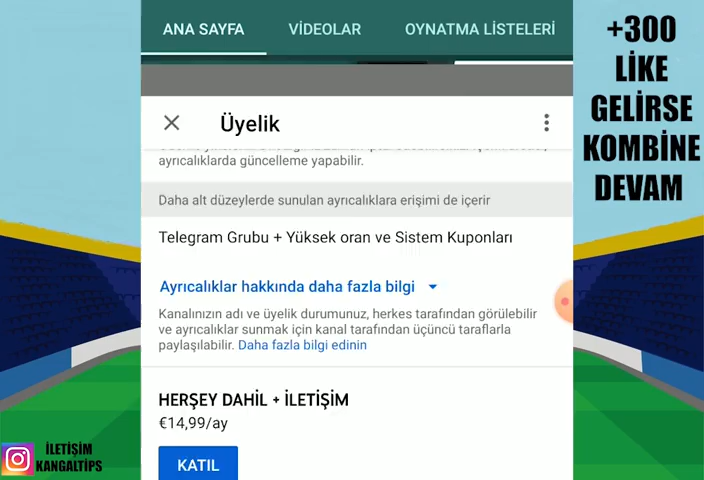 ANA SAYFA VİDEOLAR OYNATMA LİSTELERİ
+300
LİKE
GELİRSE
KOMBİNE
DEVAM
Üyelik
ayrıcalıklarda güncelleme yapabilir.
Daha alt düzeylerde sunulan ayrıcalıklara erişimi de içerir
Telegram Grubu + Yüksek oran ve Sistem Kuponları
Ayrıcalıklar hakkında daha fazla bilgi
Kanalınızın adı ve üyelik durumunuz, herkes tarafından görülebilir
ve ayrıcalıklar sunmak için kanal tarafından üçüncü taraflarla
paylaşılabilir. Daha fazla bilgi edinin
HERŞEY DAHİL + İLETİŞİM
€14,99/ay
KATIL
İLETİŞİM
KANGALTİPS